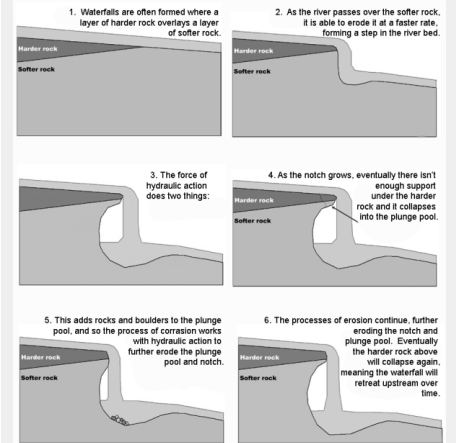 1. Waterfalls are often formed where a
layer of harder rock overlays a layer
of softer rock.
Harder rock
Softer rock
2. As the river passes over the softer rock,
it is able to erode it at a faster rate,
forming a step in the river bed.
Harder rock
Softer rock
3. The force of
hydraulic action
does two things:
Harder rock
Softer rock
4. As the notch grows, eventually there isn't
enough support
under the harder
rock and it collapses
into the plunge pool.
Harder rock
Softer rock
5. This adds rocks and boulders to the plunge
pool, and so the process of corrasion works
with hydraulic action to
further erode the plunge
pool and notch.
Harder rock
Softer rock
6. The processes of erosion continue, further
eroding the notch and
plunge pool. Eventually
the harder rock above
will collapse again,
meaning the waterfall will
retreat upstream over
time.
Harder rock
Softer rock